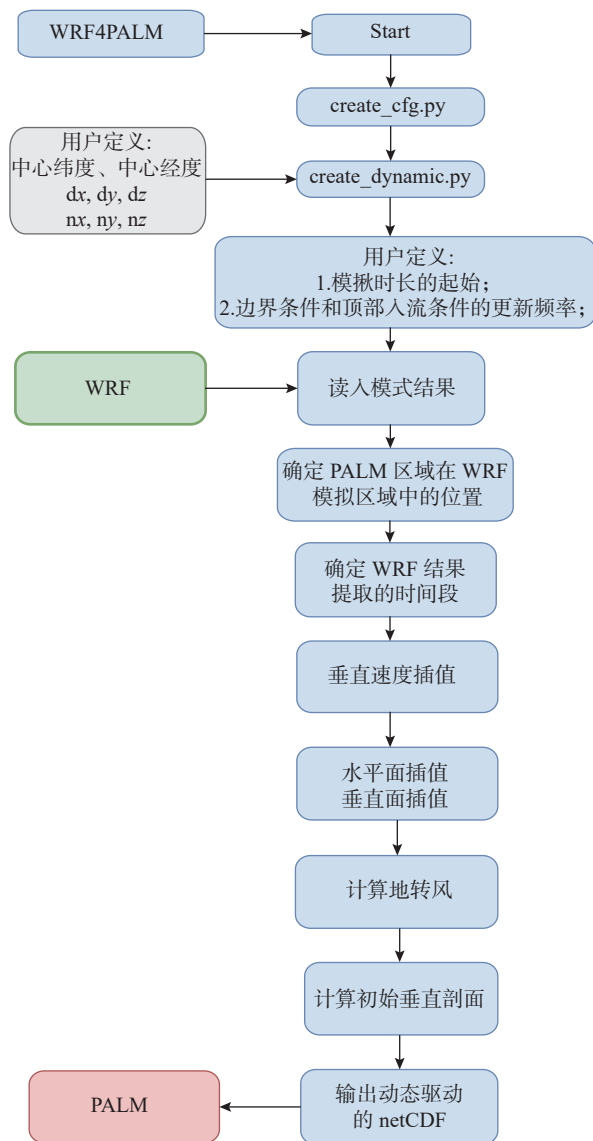 WRF4PALM
Start
create_cfg.py
用户定义:
中心纬度、中心经度
dx, dy, dz
nx, ny, nz
create_dynamic.py
用户定义:
1.模揪时长的起始；
2.边界条件和顶部入流条件的更新频率；
WRF
读入模式结果
确定 PALM 区域在 WRF
模拟区域中的位置
确定 WRF 结果
提取的时间段
垂直速度插值
水平面插值
垂直面插值
计算地转风
计算初始垂直剖面
PALM
输出动态驱动
的 netCDF